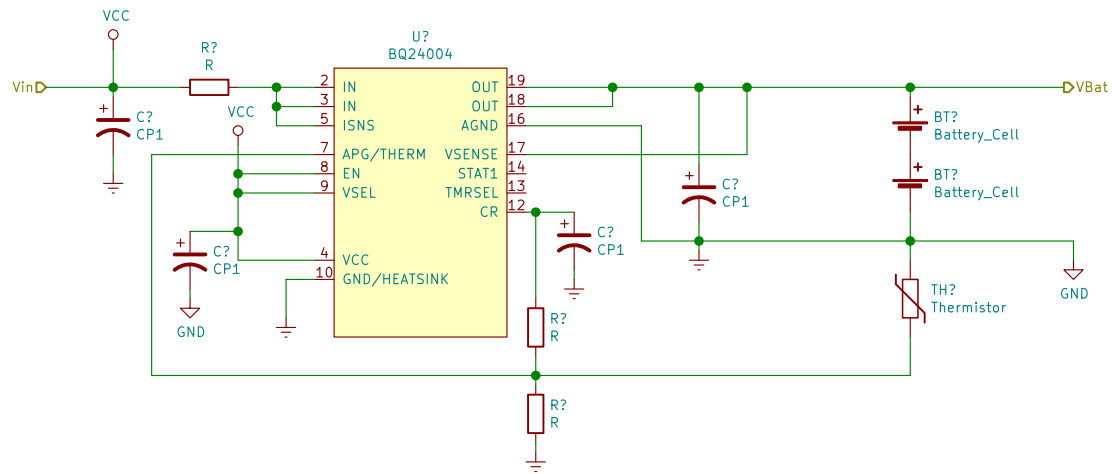 VCC
U?
BQ24004
R?
R
Vin
2
IN
OUT
19
VBat
3
IN
OUT
18
VCC
C?
CP1
5
ISNS
AGND
16
BT?
Battery_Cell
7
APG/THERM
VSENSE
17
8
EN
STAT1
14
BT?
Battery_Cell
9
VSEL
TMRSEL
13
C?
CP1
CR
12
C?
CP1
C?
CP1
4
VCC
10
GND/HEATSINK
GND
TH?
Thermistor
GND
R?
R
R?
R